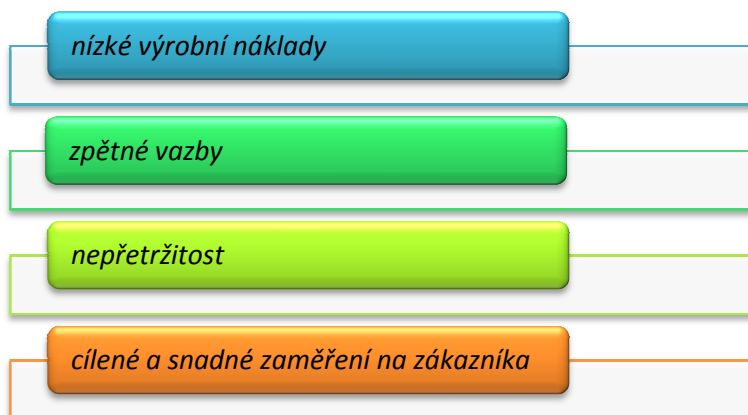 nízké výrobní náklady
zpětné vazby
nepřetržitost
cílené a snadné zaměření na zákazníka